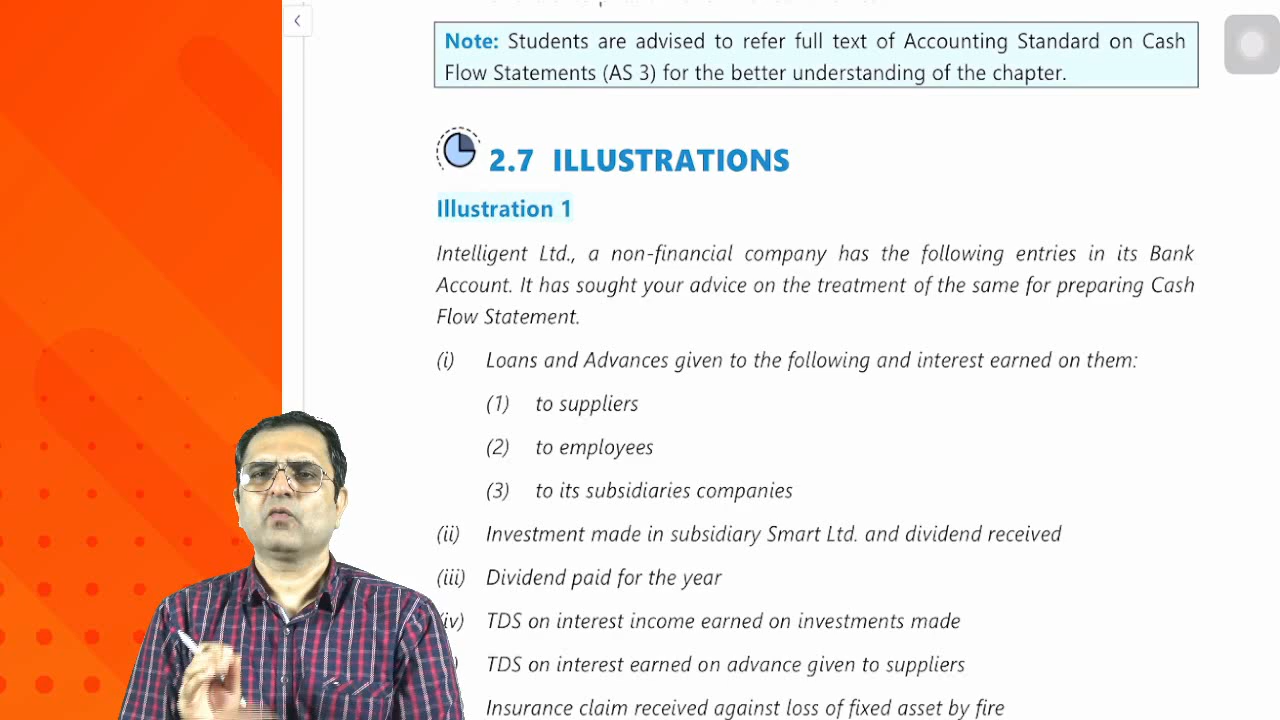 Note: Students are advised to refer full text of Accounting Standard on Cash
Flow Statements (AS 3) for the better understanding of the chapter.
2.7 ILLUSTRATIONS
Illustration 1
Intelligent Ltd., a non-financial company has the following entries in its Bank
Account. It has sought your advice on the treatment of the same for preparing Cash
Flow Statement.
(i) Loans and Advances given to the following and interest earned on them:
(1) to suppliers
(2) to employees
(3) to its subsidiaries companies
(ii) Investment made in subsidiary Smart Ltd. and dividend received
(iii) Dividend paid for the year
iv) TDS on interest income earned on investments made
) TDS on interest earned on advance given to suppliers
Insurance claim received against loss of fixed asset by fire